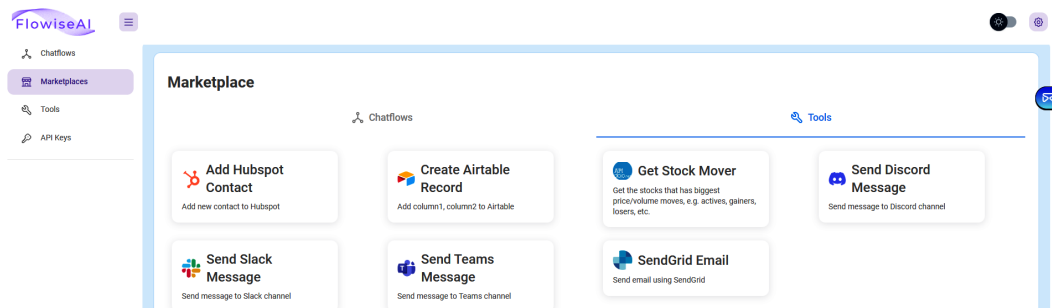 FlowiseAI
Chatflows
Marketplaces
Tools
API Keys
Marketplace
Chatflows
Tools
Add Hubspot
Contact
Add new contact to Hubspot
Create Airtable
Record
Add column1, column2 to Airtable
Get Stock Mover
Get the stocks that has biggest
price/volume moves, e.g. actives, gainers,
losers, etc.
Send Discord
Message
Send message to Discord channel
Send Slack
Message
Send message to Slack channel
Send Teams
Message
Send message to Teams channel
SendGrid Email
Send email using SendGrid